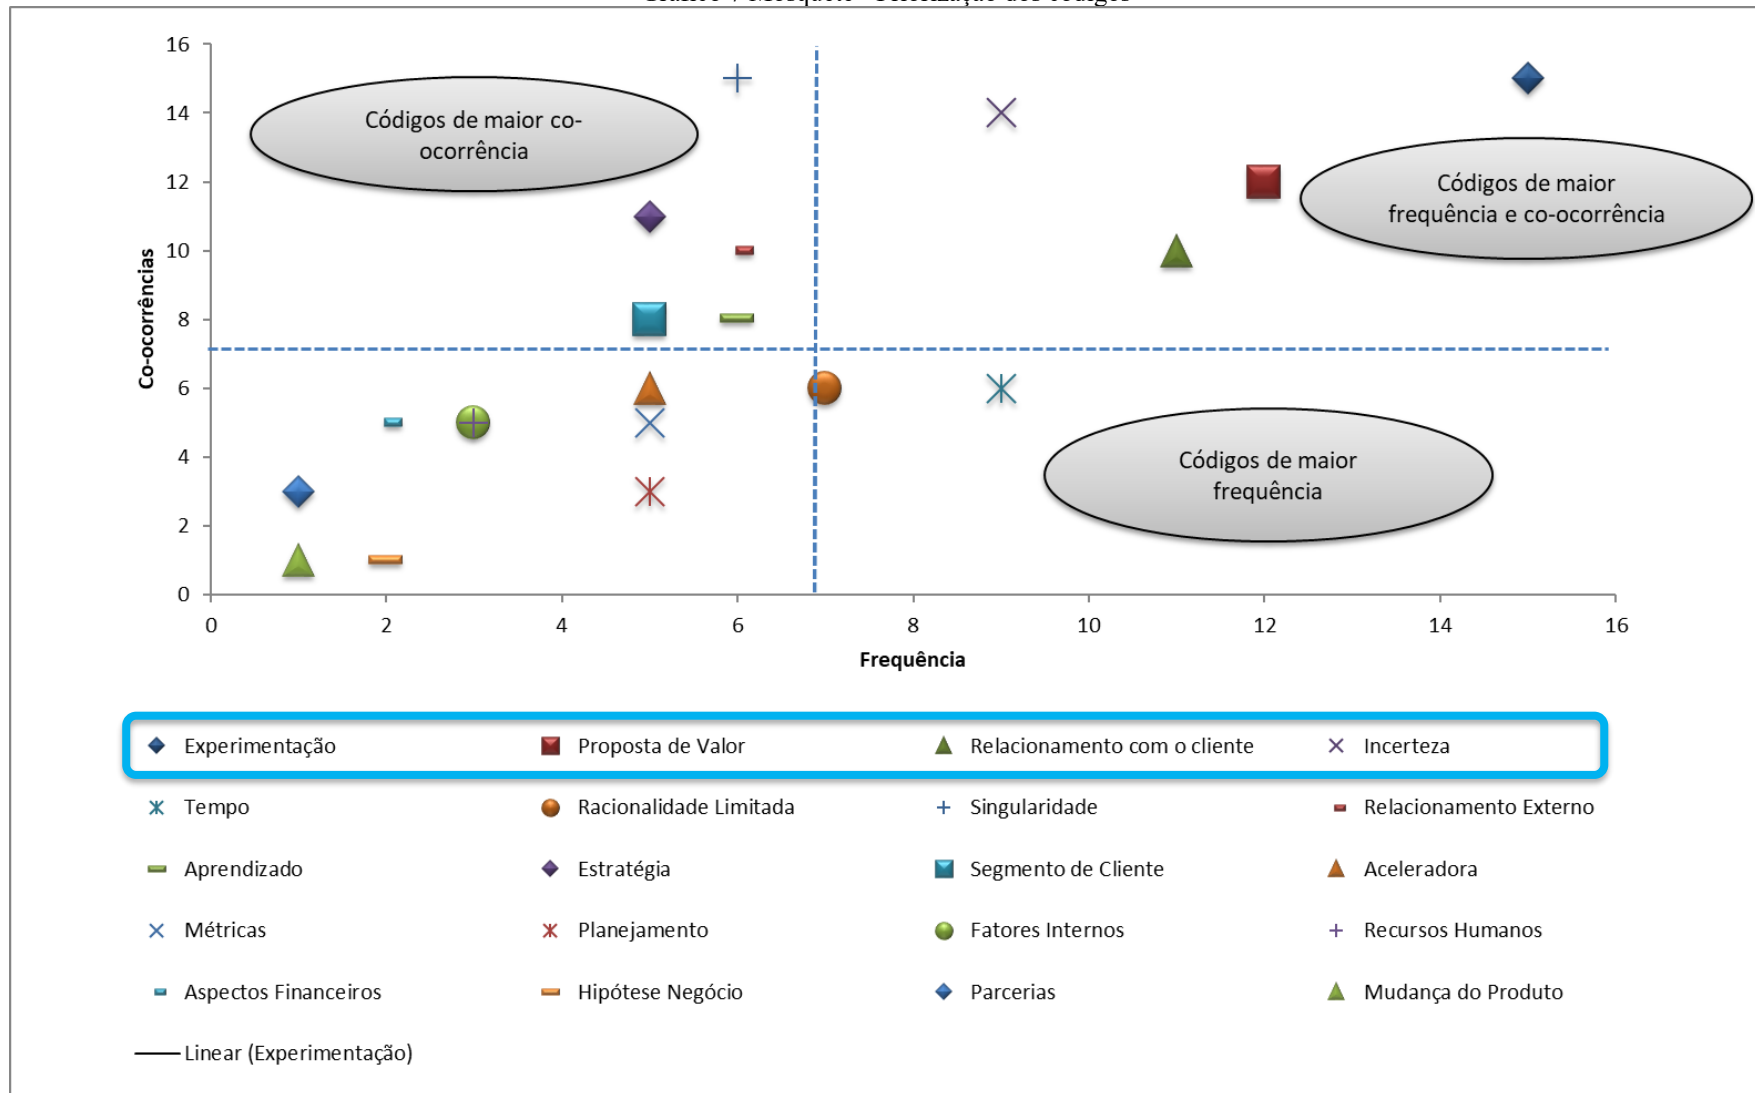 16
14
12
10
8
6
4
2
0
Co-ocorrências
0 2 4 6 8 10 12 14 16
Frequência
Códigos de maior co-
ocorrência
Códigos de maior
frequência e co-ocorrência
Códigos de maior
frequência
Experimentação Proposta de Valor Relacionamento com o cliente Incerteza
Tempo Racionalidade Limitada Singularidade Relacionamento Externo
Aprendizado Estratégia Segmento de Cliente Aceleradora
Métricas Planejamento Fatores Internos Recursos Humanos
Aspectos Financeiros Hipótese Negócio Parcerias Mudança do Produto
Linear (Experimentação)